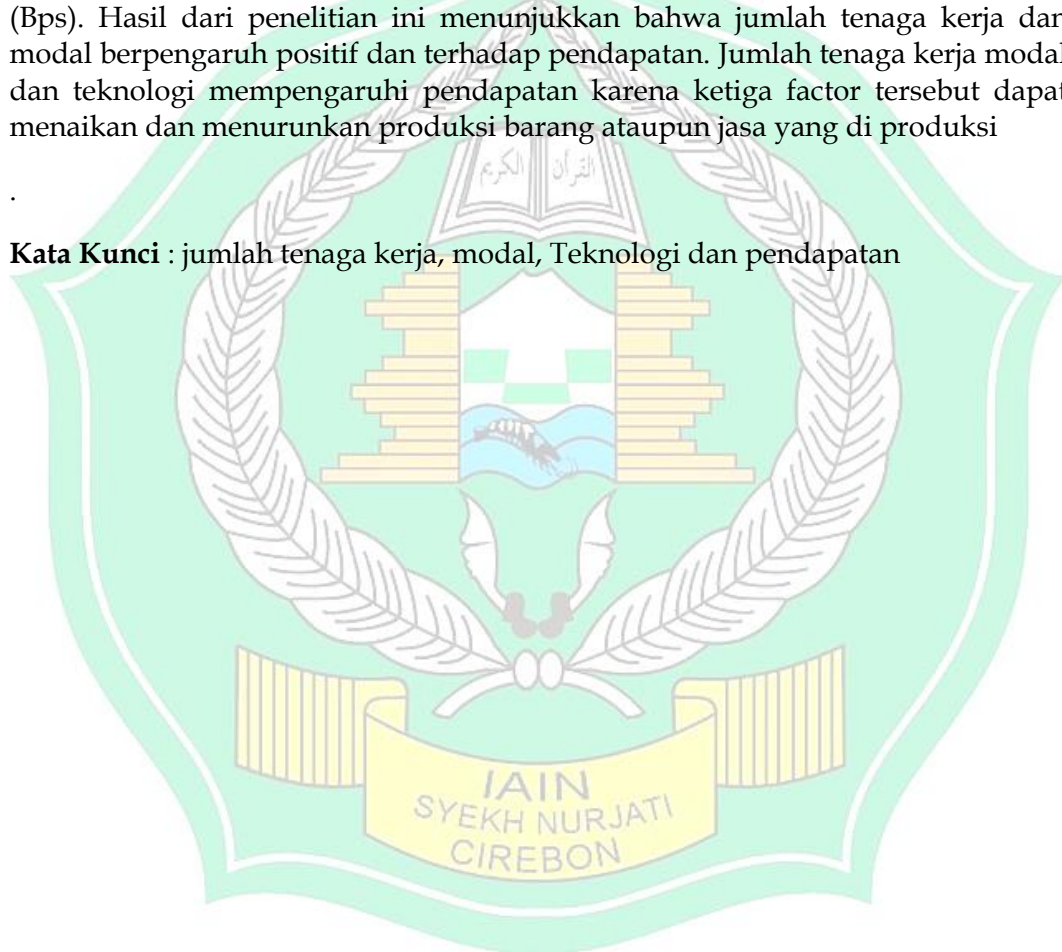 (Bps). Hasil dari penelitian ini menunjukkan bahwa jumlah tenaga kerja dan
modal berpengaruh positif dan terhadap pendapatan. Jumlah tenaga kerja modal
dan teknologi mempengaruhi pendapatan karena ketiga factor tersebut dapat
menaikan dan menurunkan produksi barang ataupun jasa yang di produksi
القرآن الكريم
.
Kata Kunci : jumlah tenaga kerja, modal, Teknologi dan pendapatan
IAIN
SYEKH NURJATI
CIREBON